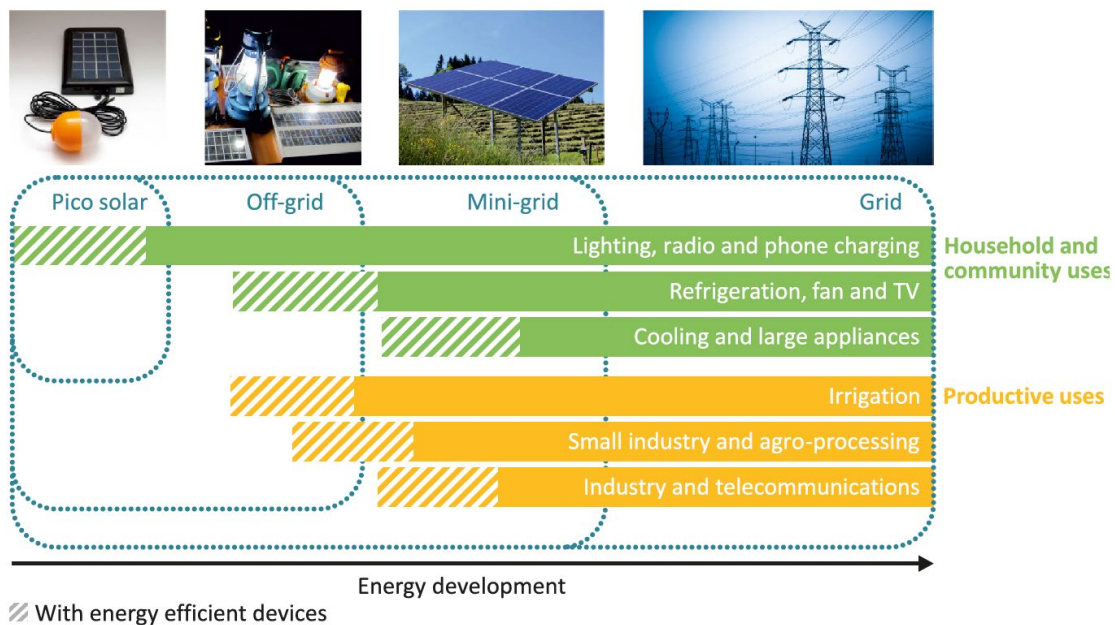 Pico solar
Off-grid
Mini-grid
Grid
Lighting, radio and phone charging
Household and
community uses
Refrigeration, fan and TV
Cooling and large appliances
Irrigation
Productive uses
Small industry and agro-processing
Industry and telecommunications
Energy development
With energy efficient devices